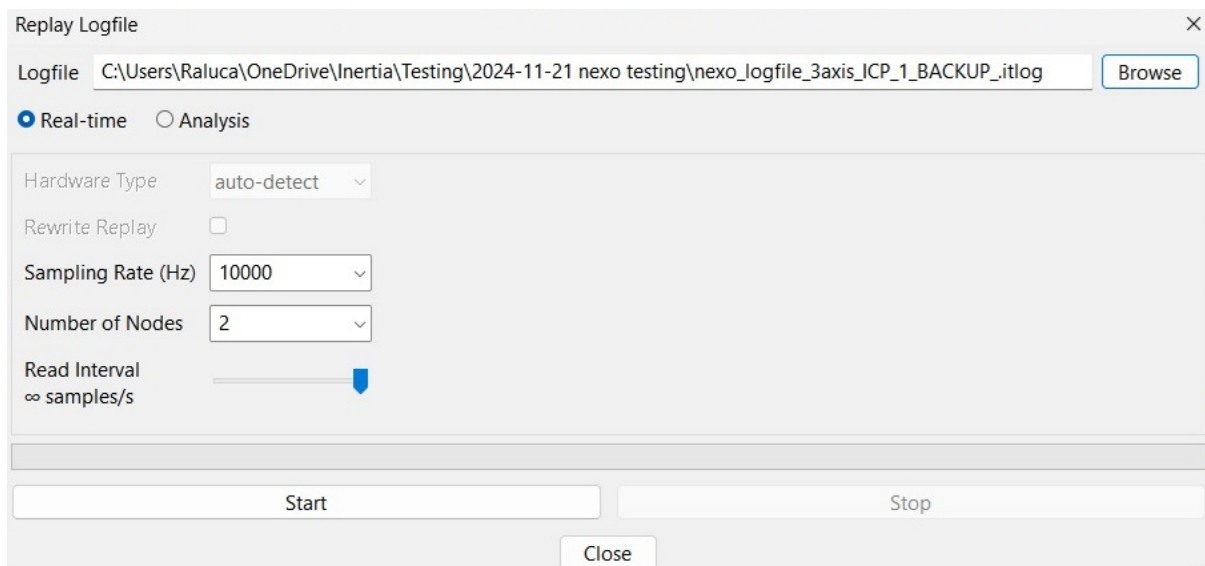 Replay Logfile
Logfile C:\Users\Raluca\OneDrive\Inertia\Testing\2024-11-21 nexo testing\nexo_logfile_3axis_ICP_1_BACKUP_.itlog Browse
Real-time Analysis
Hardware Type auto-detect
Rewrite Replay
Sampling Rate (Hz) 10000
Number of Nodes 2
Read Interval
∞ samples/s
Start Stop
Close